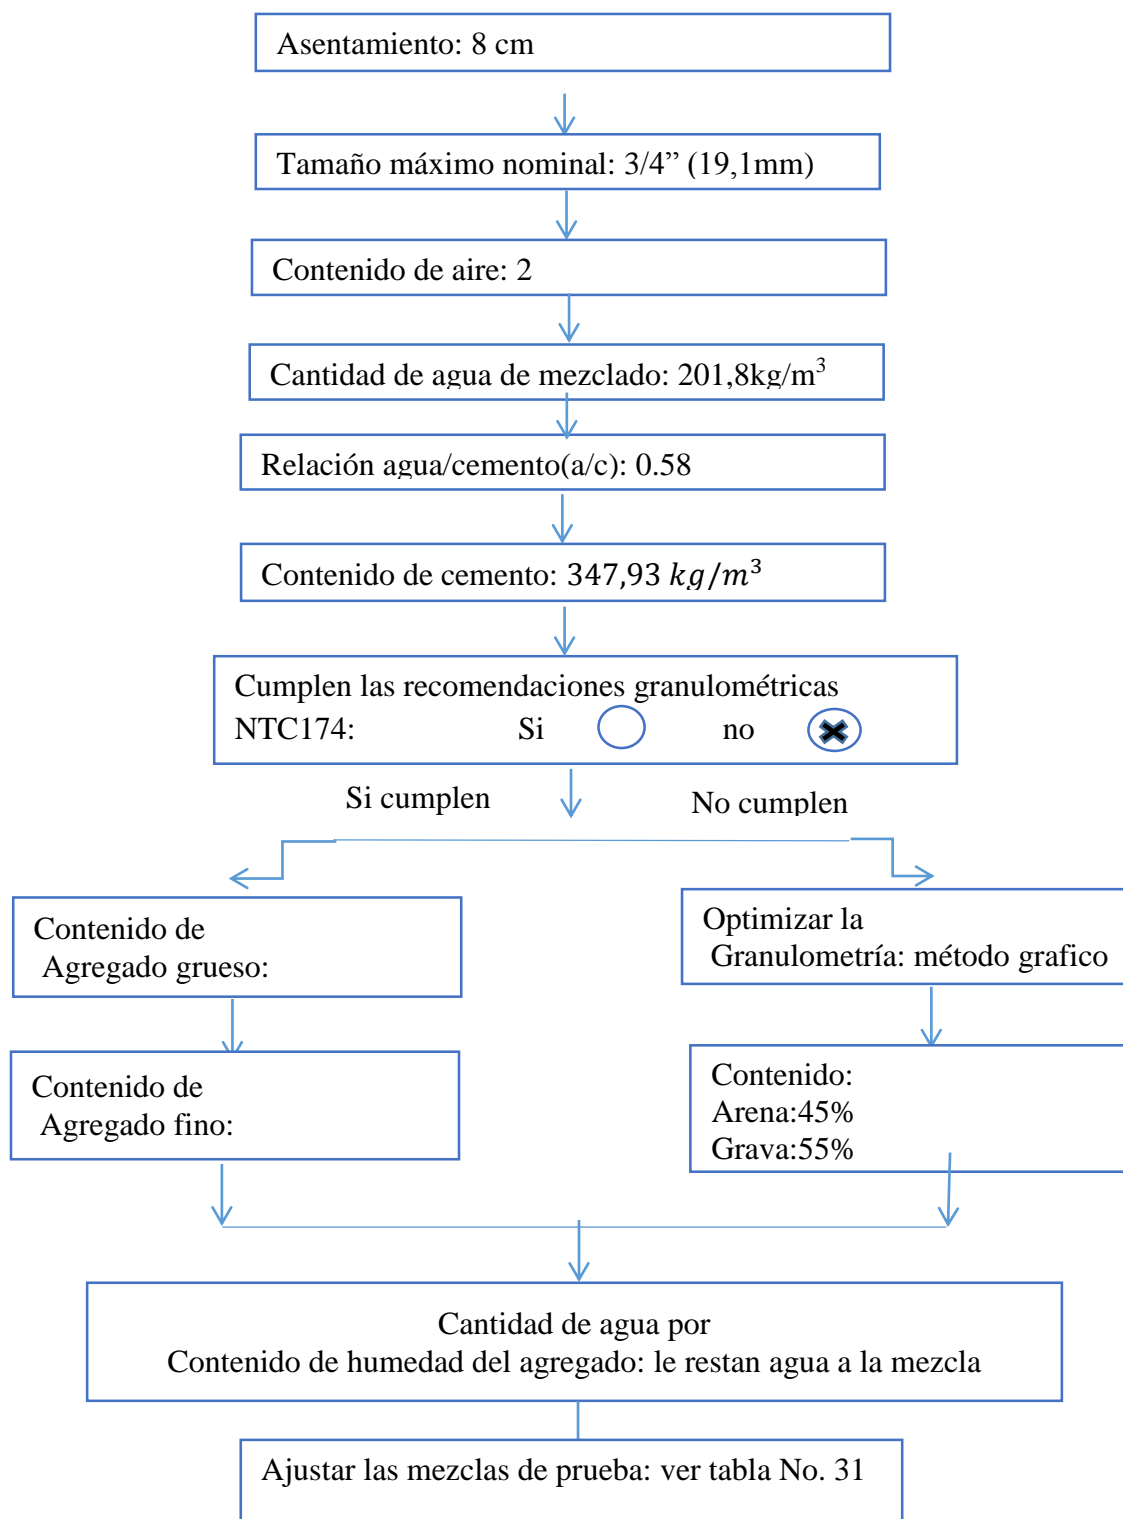 Asentamiento: 8 cm
Tamaño máximo nominal: 3/4” (19,1mm)
Contenido de aire: 2
Cantidad de agua de mezclado: 201,8kg/m³
Relación agua/cemento(a/c): 0.58
Contenido de cemento: 347,93 kg/m³
Cumplen las recomendaciones granulométricas
NTC174: Si no
Si cumplen
No cumplen
Contenido de
Agregado grueso:
Contenido de
Agregado fino:
Optimizar la
Granulometría: método grafico
Contenido:
Arena:45%
Grava:55%
Cantidad de agua por
Contenido de humedad del agregado: le restan agua a la mezcla
Ajustar las mezclas de prueba: ver tabla No. 31